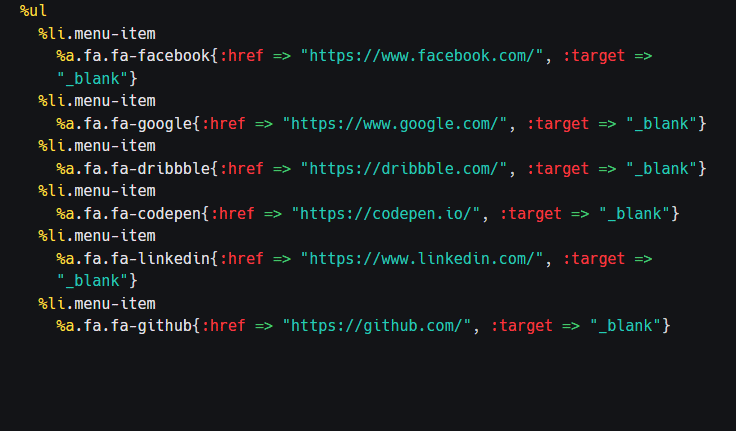 %ul
  %li.menu-item
    %a.fa.fa-facebook{:href => "https://www.facebook.com/", :target =>
    "_blank"}
  %li.menu-item
    %a.fa.fa-google{:href => "https://www.google.com/", :target => "_blank"}
  %li.menu-item
    %a.fa.fa-dribbble{:href => "https://dribbble.com/", :target => "_blank"}
  %li.menu-item
    %a.fa.fa-codepen{:href => "https://codepen.io/", :target => "_blank"}
  %li.menu-item
    %a.fa.fa-linkedin{:href => "https://www.linkedin.com/", :target =>
    "_blank"}
  %li.menu-item
    %a.fa.fa-github{:href => "https://github.com/", :target => "_blank"}